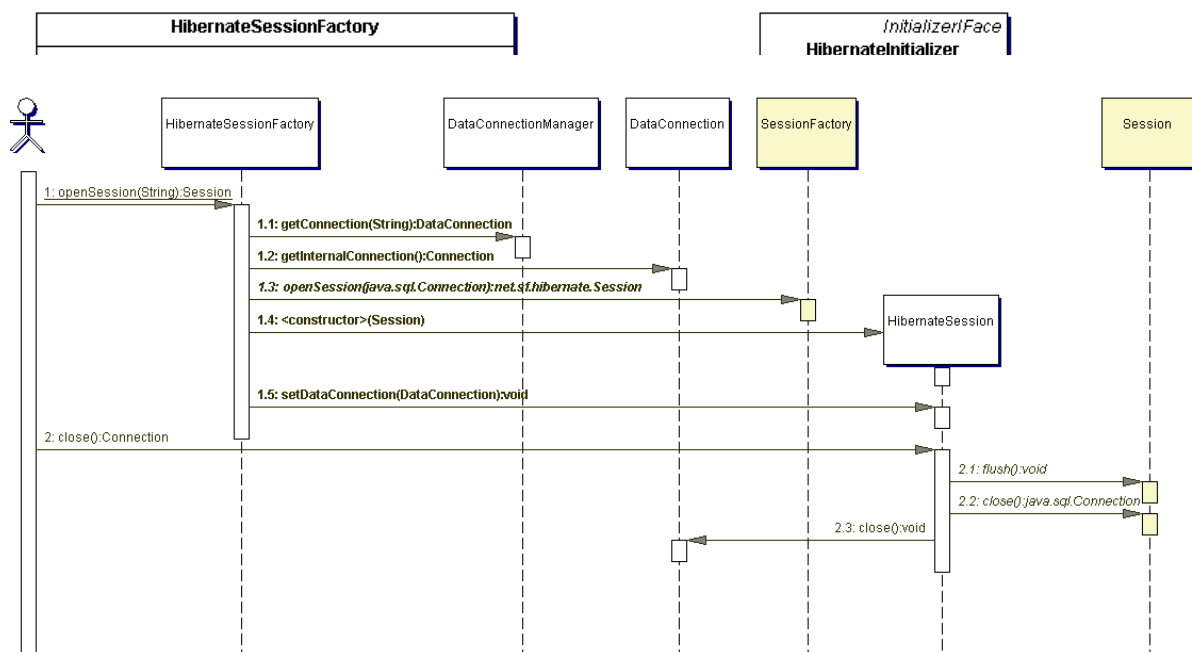 HibernateSessionFactory
InitializerIFace
HibernateInitializer
HibernateSessionFactory
DataConnectionManager
DataConnection
SessionFactory
Session
1: openSession(String):Session
1.1: getConnection(String):DataConnection
1.2: getInternalConnection():Connection
1.3: openSession(java.sql.Connection):net.sf.hibernate.Session
1.4: <constructor>(Session)
HibernateSession
1.5: setDataConnection(DataConnection):void
2: close():Connection
2.1: flush():void
2.2: close():java.sql.Connection
2.3: close():void